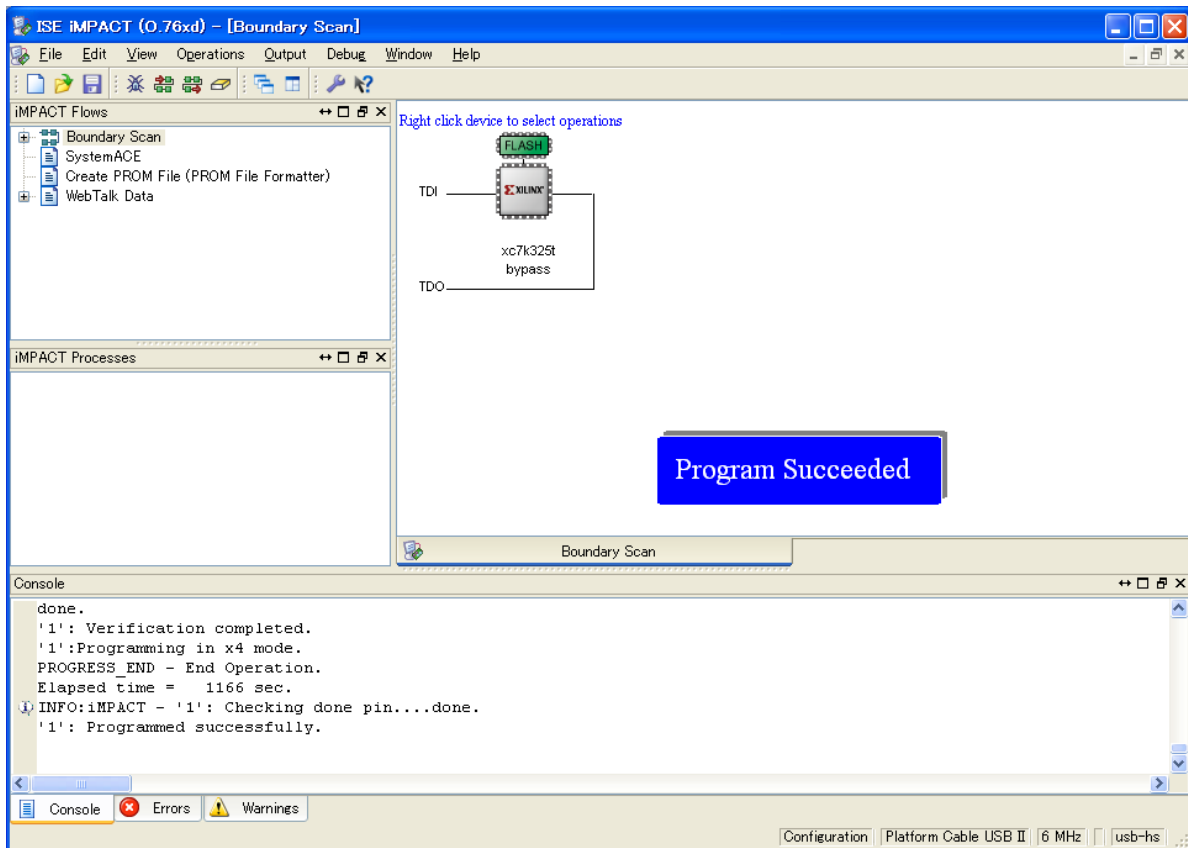 ISE iMPACT (O.76xd) - [Boundary Scan]
File Edit View Operations Output Debug Window Help
iMPACT Flows
Boundary Scan
SystemACE
Create PROM File (PROM File Formatter)
WebTalk Data
iMPACT Processes
Right click device to select operations
FLASH
TDI
XILINX
xc7k325t
bypass
TDO
Program Succeeded
Boundary Scan
Console
done.
'1': Verification completed.
'1':Programming in x4 mode.
PROGRESS_END - End Operation.
Elapsed time =   1166 sec.
INFO:iMPACT - '1': Checking done pin....done.
'1': Programmed successfully.
Console Errors Warnings
Configuration Platform Cable USB II 6 MHz usb-hs